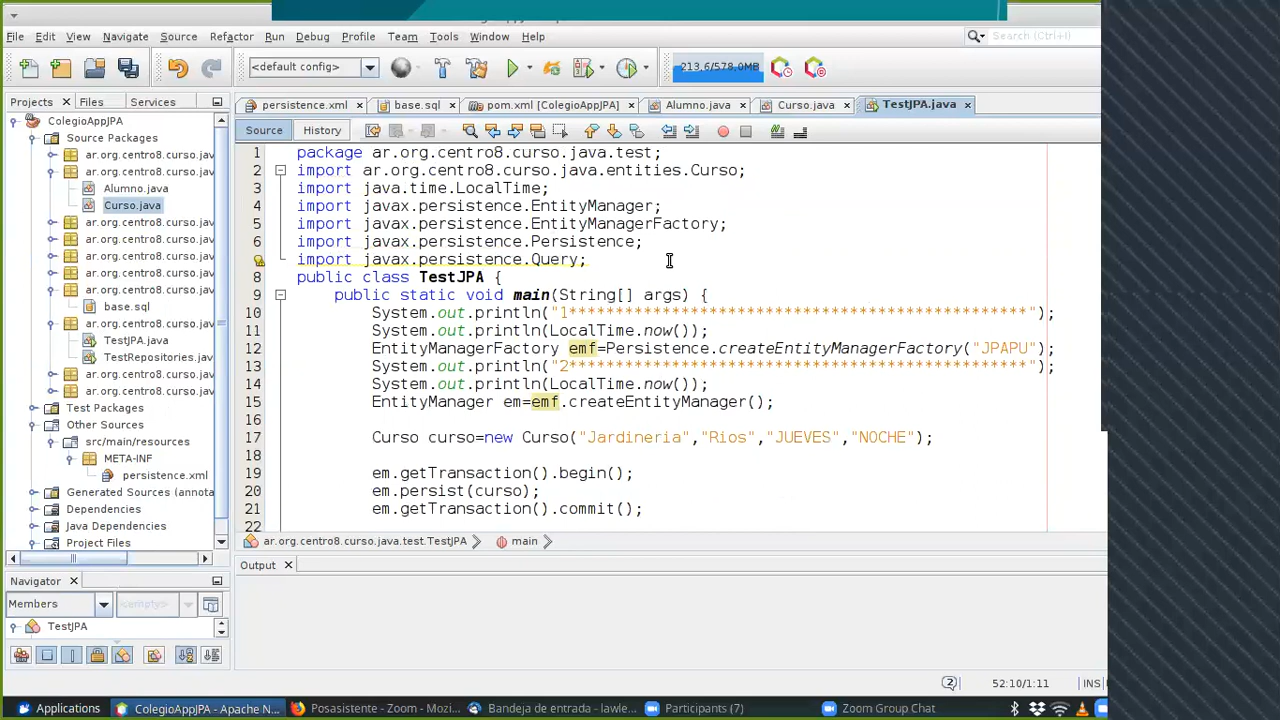 File Edit View Navigate Source Refactor Run Debug Profile Team Tools Window Help
Search (Ctrl+I)
<default config>
213,6/578,0MB
Projects
Files
Services
persistence.xml
base.sql
pom.xml [ColegioAppJPA]
Alumno.java
Curso.java
TestJPA.java
Source
History
ColegioAppJPA
Source Packages
ar.org.centro8.curso.jav
ar.org.centro8.curso.jav
Alumno.java
Curso.java
ar.org.centro8.curso.jav
ar.org.centro8.curso.jav
ar.org.centro8.curso.jav
ar.org.centro8.curso.jav
ar.org.centro8.curso.jav
base.sql
ar.org.centro8.curso.jav
TestJPA.java
TestRepositories.jav
ar.org.centro8.curso.jav
ar.org.centro8.curso.jav
Test Packages
Other Sources
src/main/resources
META-INF
persistence.xml
Generated Sources (annota
Dependencies
Java Dependencies
Project Files
1 package ar.org.centro8.curso.java.test;
2 import ar.org.centro8.curso.java.entities.Curso;
3 import java.time.LocalTime;
4 import javax.persistence.EntityManager;
5 import javax.persistence.EntityManagerFactory;
6 import javax.persistence.Persistence;
import javax.persistence.Query;
8 public class TestJPA {
9 public static void main(String[] args) {
10 System.out.println("1*************************************************");
11 System.out.println(LocalTime.now());
12 EntityManagerFactory emf=Persistence.createEntityManagerFactory("JPAPU");
13 System.out.println("2*************************************************");
14 System.out.println(LocalTime.now());
15 EntityManager em=emf.createEntityManager();
16
17 Curso curso=new Curso("Jardineria","Rios","JUEVES","NOCHE");
18
19 em.getTransaction().begin();
20 em.persist(curso);
21 em.getTransaction().commit();
22
ar.org.centro8.curso.java.test.TestJPA
main
Output
Navigator
Members
<empty>
TestJPA
2
52:10/1:11
INS
Applications
ColegioAppJPA - Apache N...
Posasistente - Zoom - Mozi...
Bandeja de entrada - lawle...
Participants (7)
Zoom Group Chat